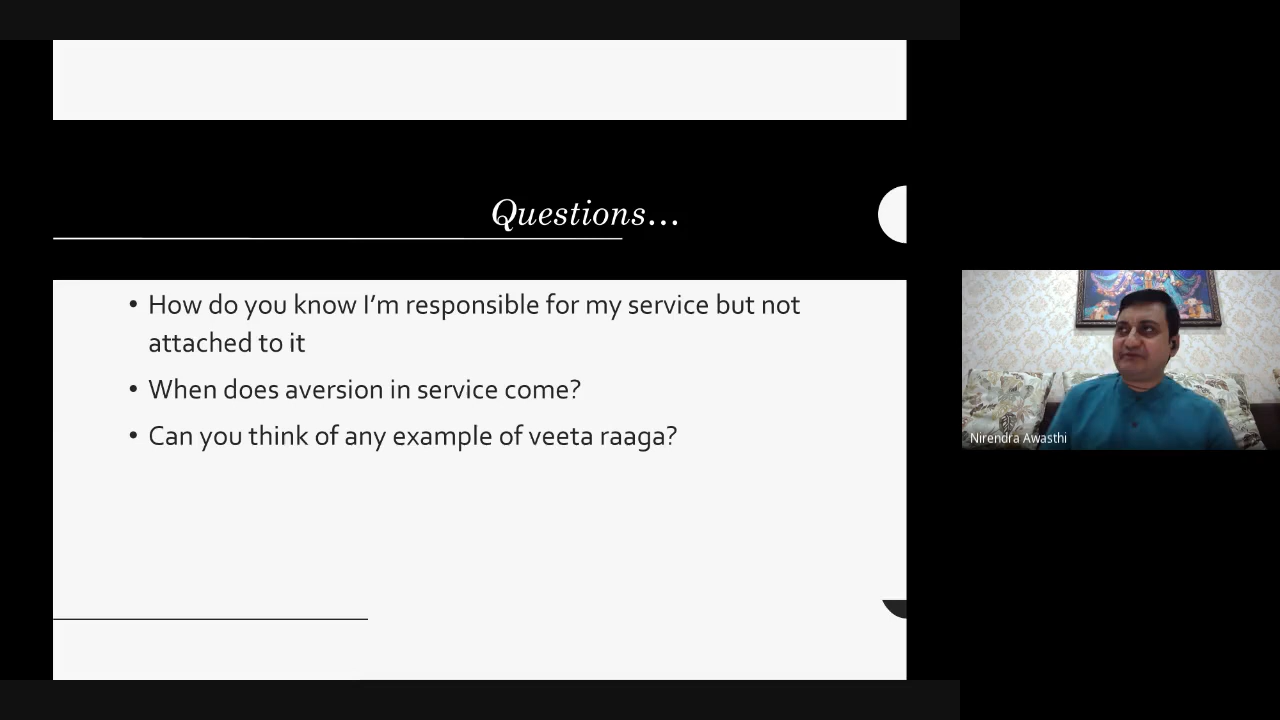 Questions...
• How do you know I’m responsible for my service but not
attached to it
• When does aversion in service come?
• Can you think of any example of veeta raaga?
Nirendra Awasthi